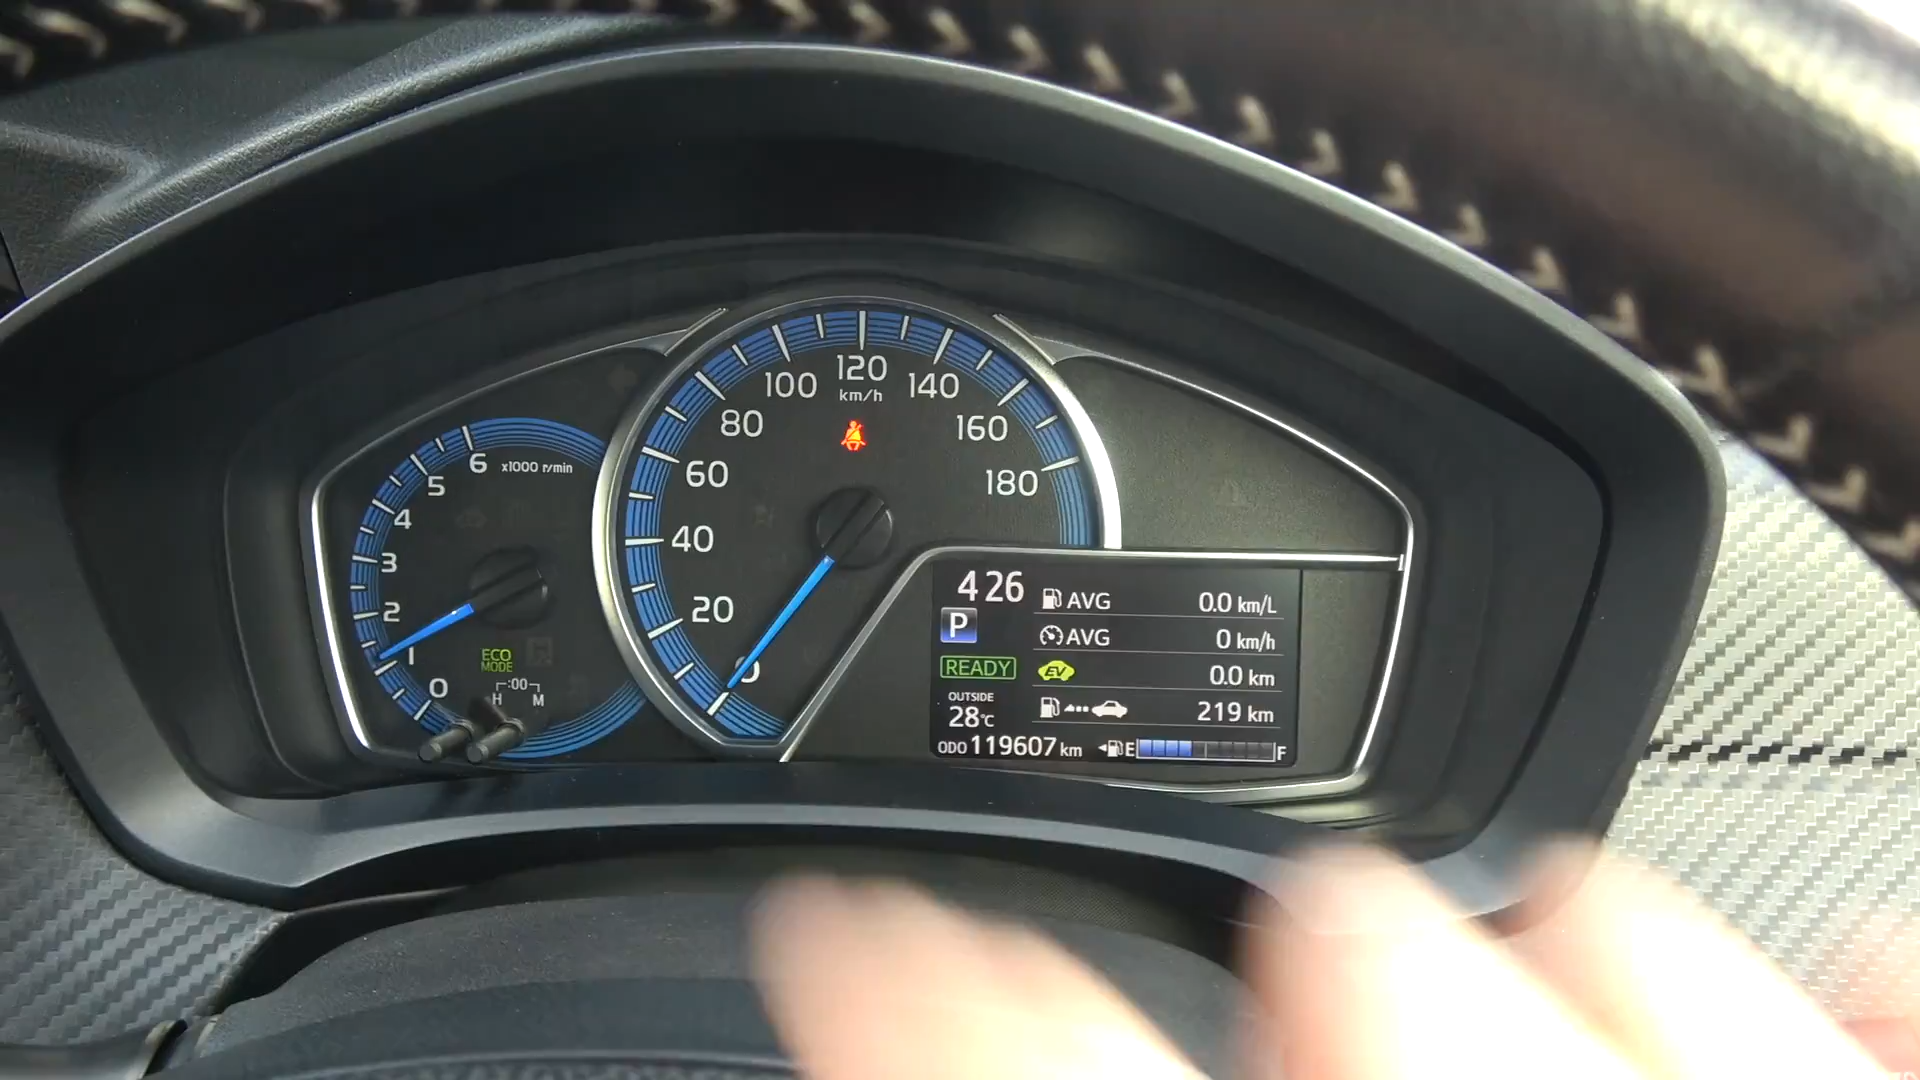 120
100
140
km/h
80
160
60
180
40
20
0
6 x1000 r/min
5
4
3
2
1
0
ECO
MODE
:00
H M
4 26
P
READY
OUTSIDE
28°C
AVG 0.0 km/L
AVG 0 km/h
EV 0.0 km
219 km
ODO 119607 km
E F